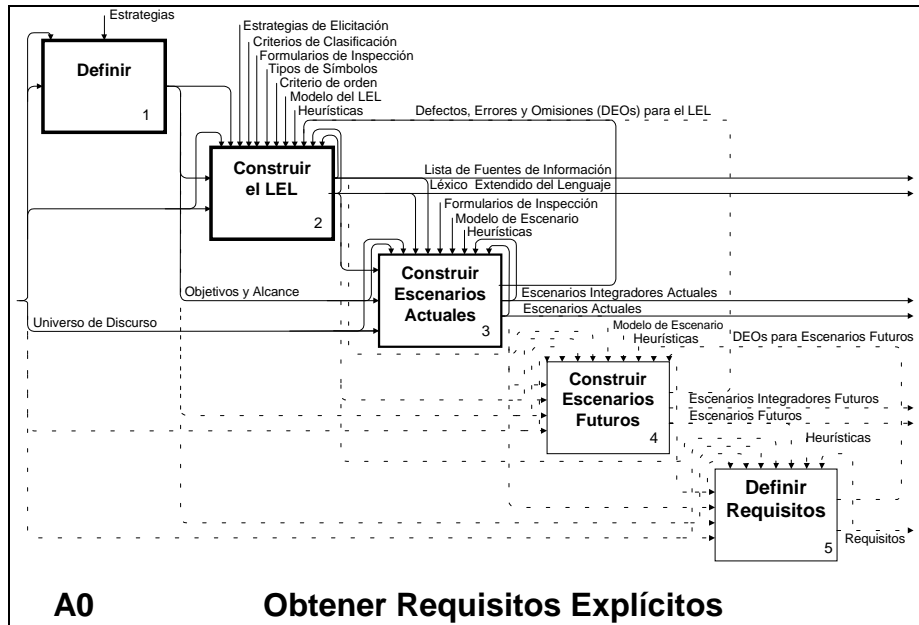 Estrategias
Definir
1
Estrategias de Elicitación
Criterios de Clasificación
Formularios de Inspección
Tipos de Símbolos
Criterio de orden
Modelo del LEL
Heurísticas
Defectos, Errores y Omisiones (DEOs) para el LEL
Construir
el LEL
2
Lista de Fuentes de Información
Léxico Extendido del Lenguaje
Formularios de Inspección
Modelo de Escenario
Heurísticas
Construir
Escenarios
Actuales
3
Objetivos y Alcance
Universo de Discurso
Escenarios Integradores Actuales
Escenarios Actuales
Modelo de Escenario
Heurísticas
DEOs para Escenarios Futuros
Construir
Escenarios
Futuros
4
Escenarios Integradores Futuros
Escenarios Futuros
Heurísticas
Definir
Requisitos
5
Requisitos
A0
Obtener Requisitos Explícitos